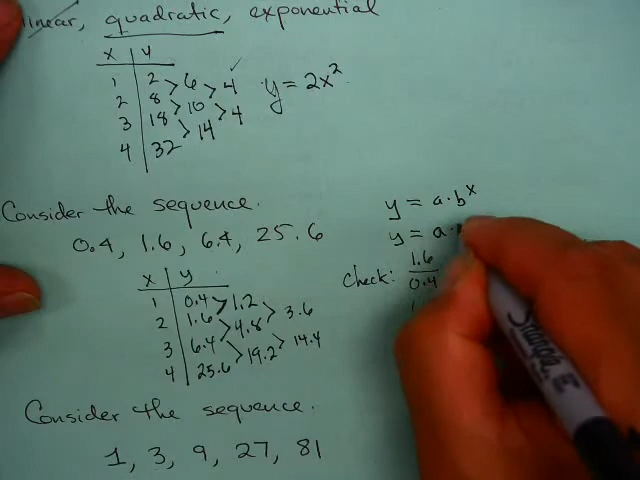 linear, quadratic, exponential
x | y
1 | 2 > 6 > 4 ✓
y = 2x²
2 | 8 > 10 > 4
3 | 18 > 14
4 | 32
Consider the sequence.
0.4, 1.6, 6.4, 25.6
y = a·b^x
y = a·
Check: 1.6/0.4
x | y
1 | 0.4 > 1.2 > 3.6
2 | 1.6 > 4.8 > 14.4
3 | 6.4 > 19.2
4 | 25.6
Consider the sequence.
1, 3, 9, 27, 81
Sharpie